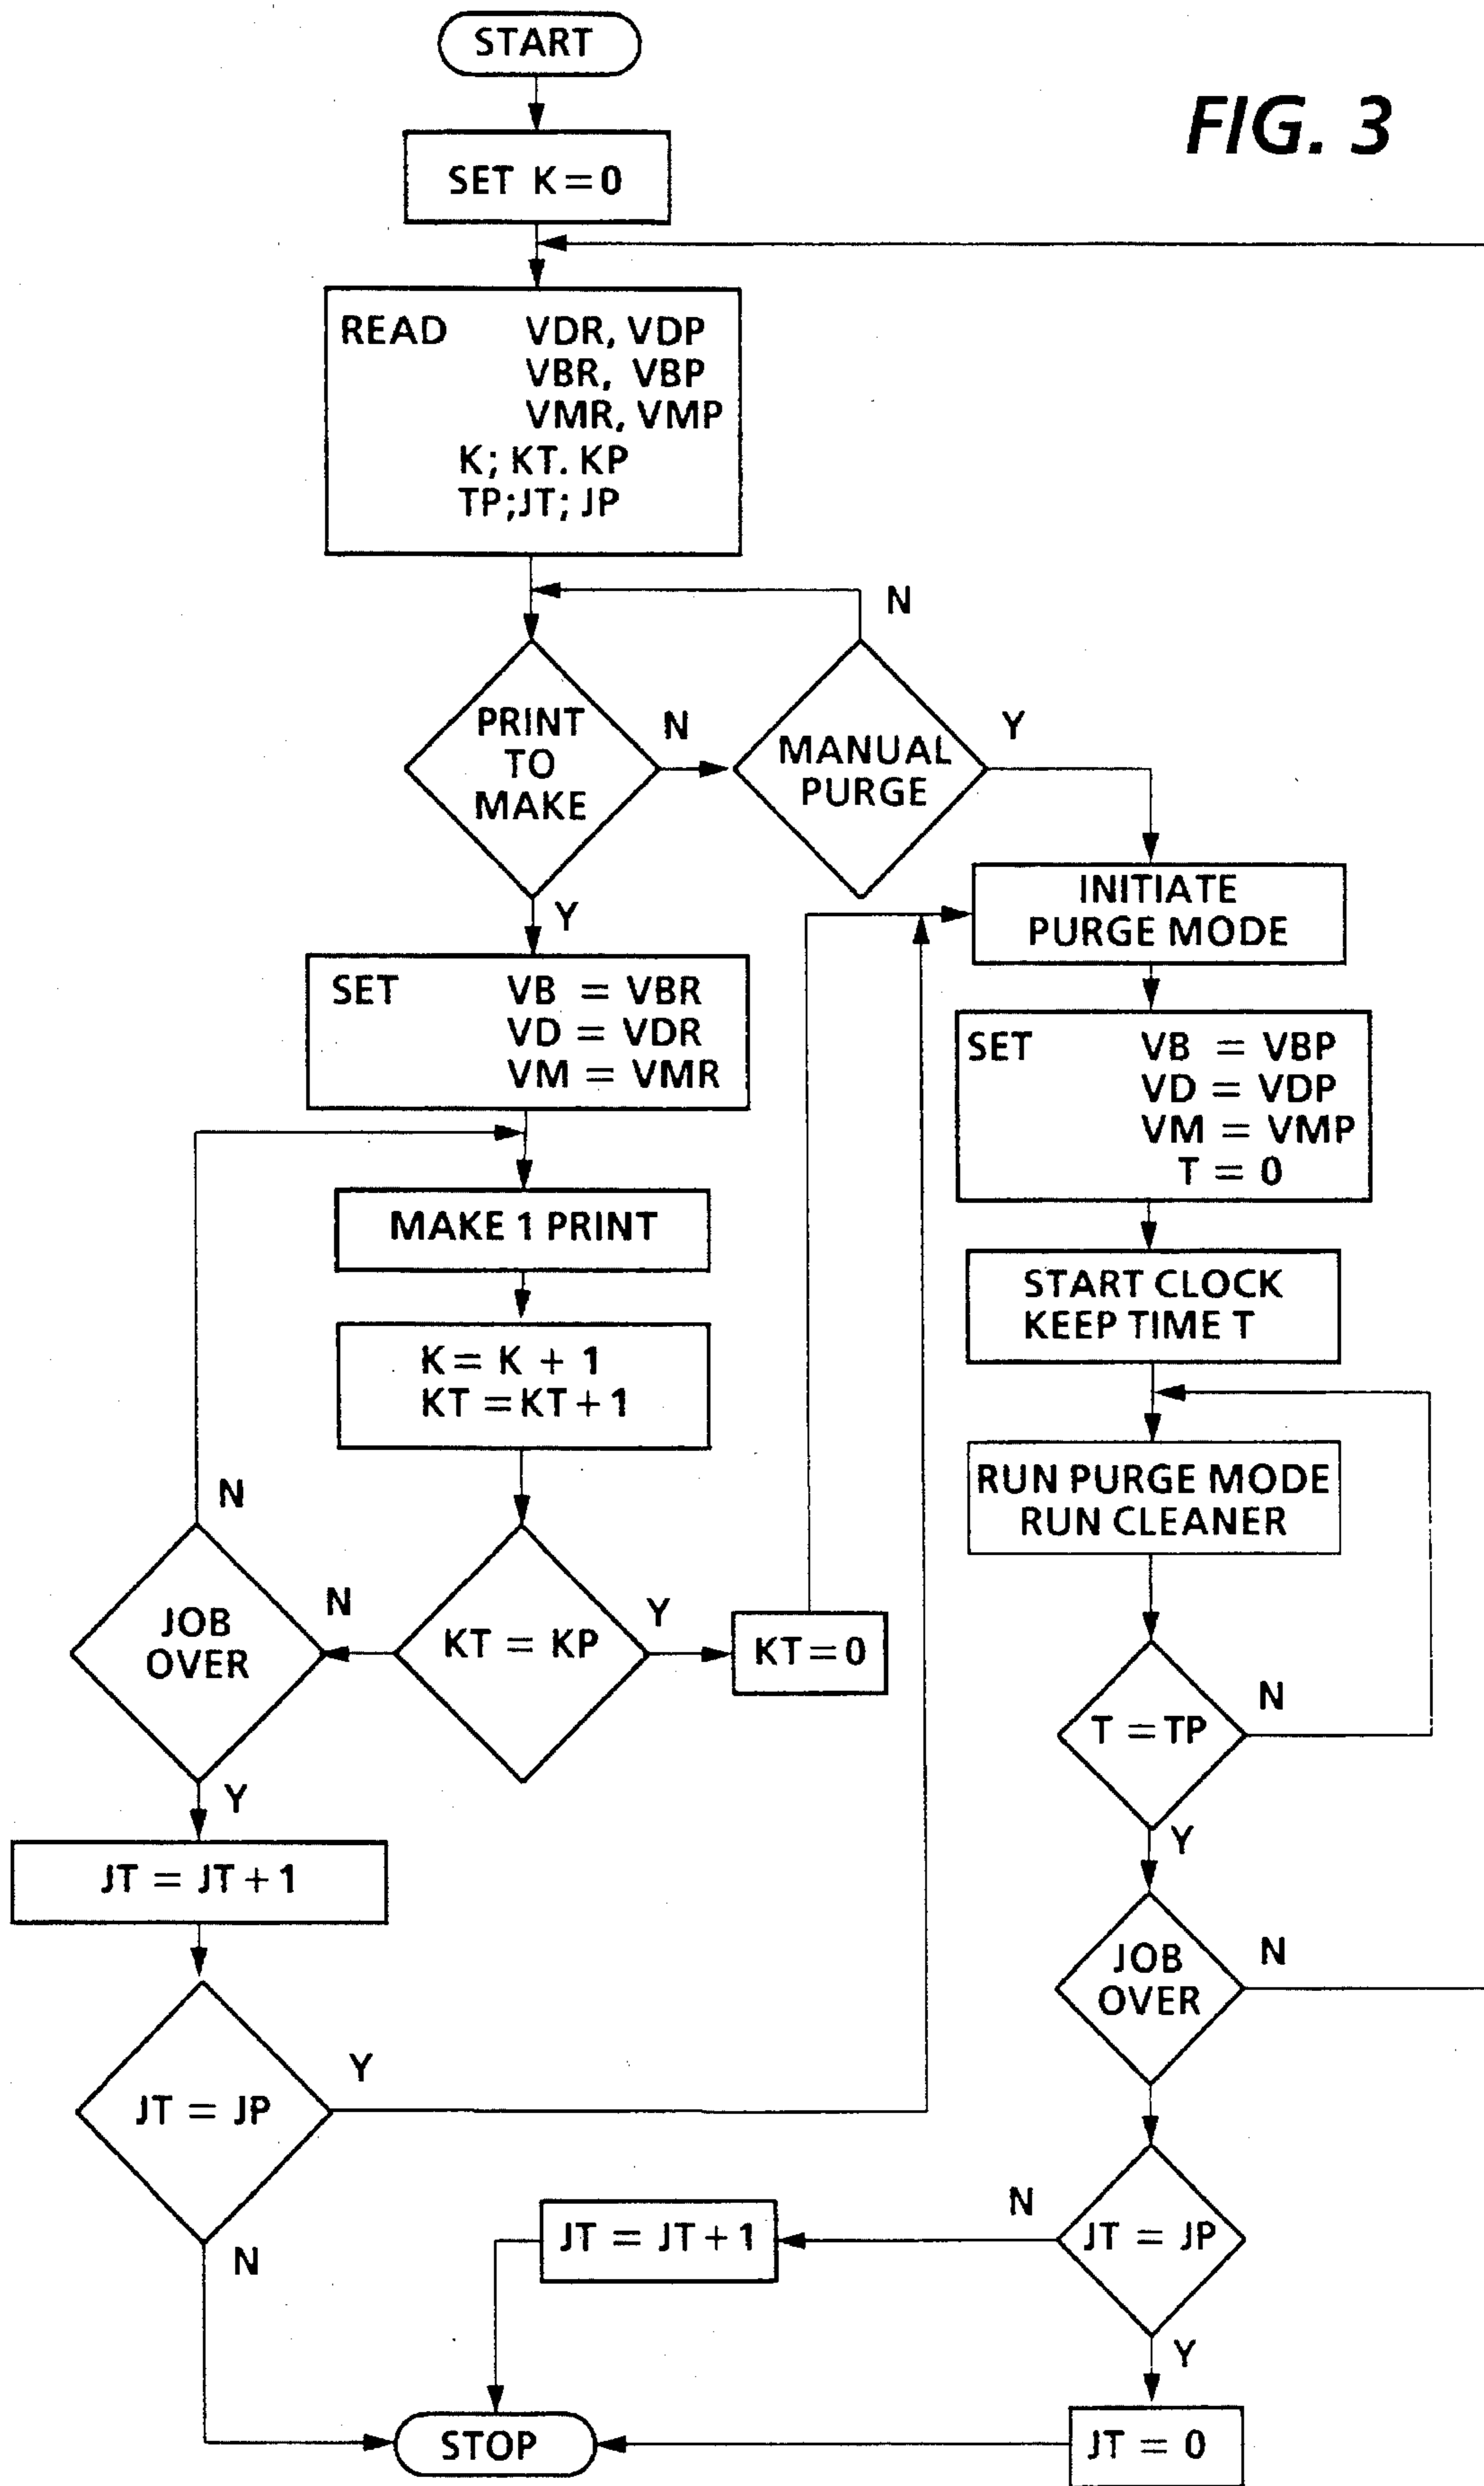 START
FIG. 3
SET K = 0
READ VDR, VDP
VBR, VBP
VMR, VMP
K; KT. KP
TP;JT; JP
N
PRINT
TO
MAKE
N
MANUAL
PURGE
Y
Y
INITIATE
PURGE MODE
SET VB = VBR
VD = VDR
VM = VMR
SET VB = VBP
VD = VDP
VM = VMP
T = 0
MAKE 1 PRINT
START CLOCK
KEEP TIME T
K = K + 1
KT = KT + 1
RUN PURGE MODE
RUN CLEANER
N
JOB
OVER
N
KT = KP
Y
KT = 0
T = TP
N
Y
Y
JT = JT + 1
JOB
OVER
N
JT = JP
Y
N
JT = JT + 1
N
JT = JP
Y
STOP
JT = 0